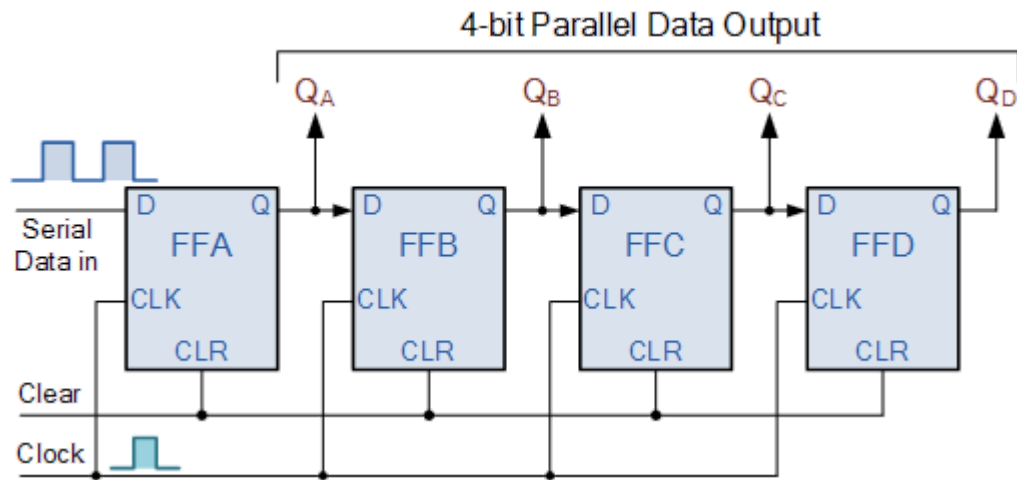 4-bit Parallel Data Output
QA QB QC QD
D Q D Q D Q D Q
Serial
Data in
FFA FFB FFC FFD
CLK CLK CLK CLK
CLR CLR CLR CLR
Clear
Clock